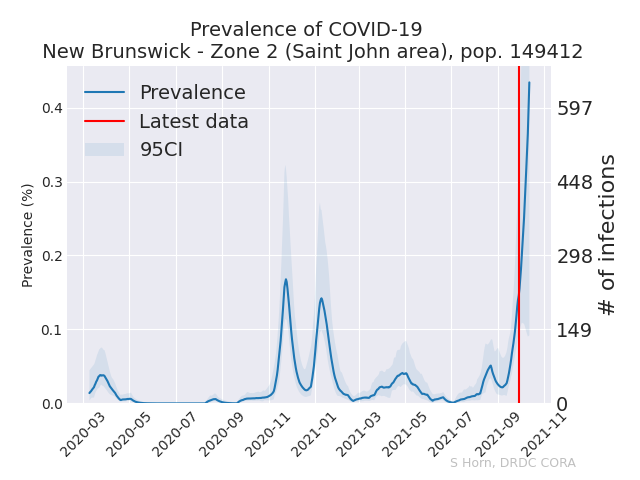 Prevalence of COVID-19
New Brunswick - Zone 2 (Saint John area), pop. 149412
Prevalence
Latest data
95CI
Prevalence (%)
0.4
0.3
0.2
0.1
0.0
597
448
298
149
0
# of infections
2020-03
2020-05
2020-07
2020-09
2020-11
2021-01
2021-03
2021-05
2021-07
2021-09
2021-11
S Horn, DRDC CORA